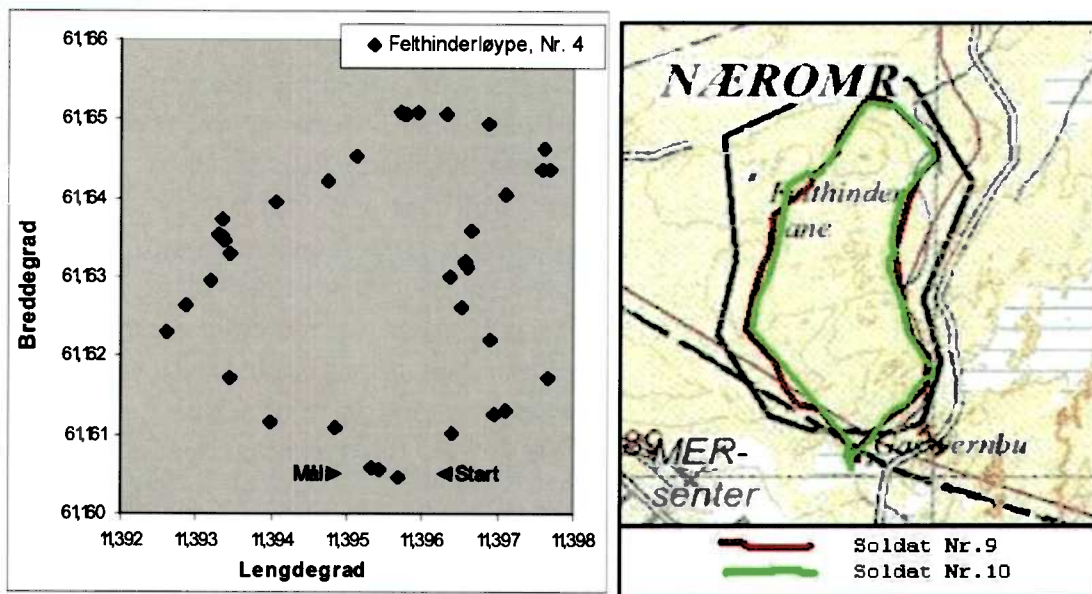 Felthinderløype, Nr. 4
61,166
61,165
61,164
61,163
61,162
61,161
61,160
Breddegrad
Mål
Start
11,392 11,393 11,394 11,395 11,396 11,397 11,398
Lengdegrad
NÆROMR
Felthinder
ane
89
MER-
senter
Soldat Nr.9
Soldat Nr.10